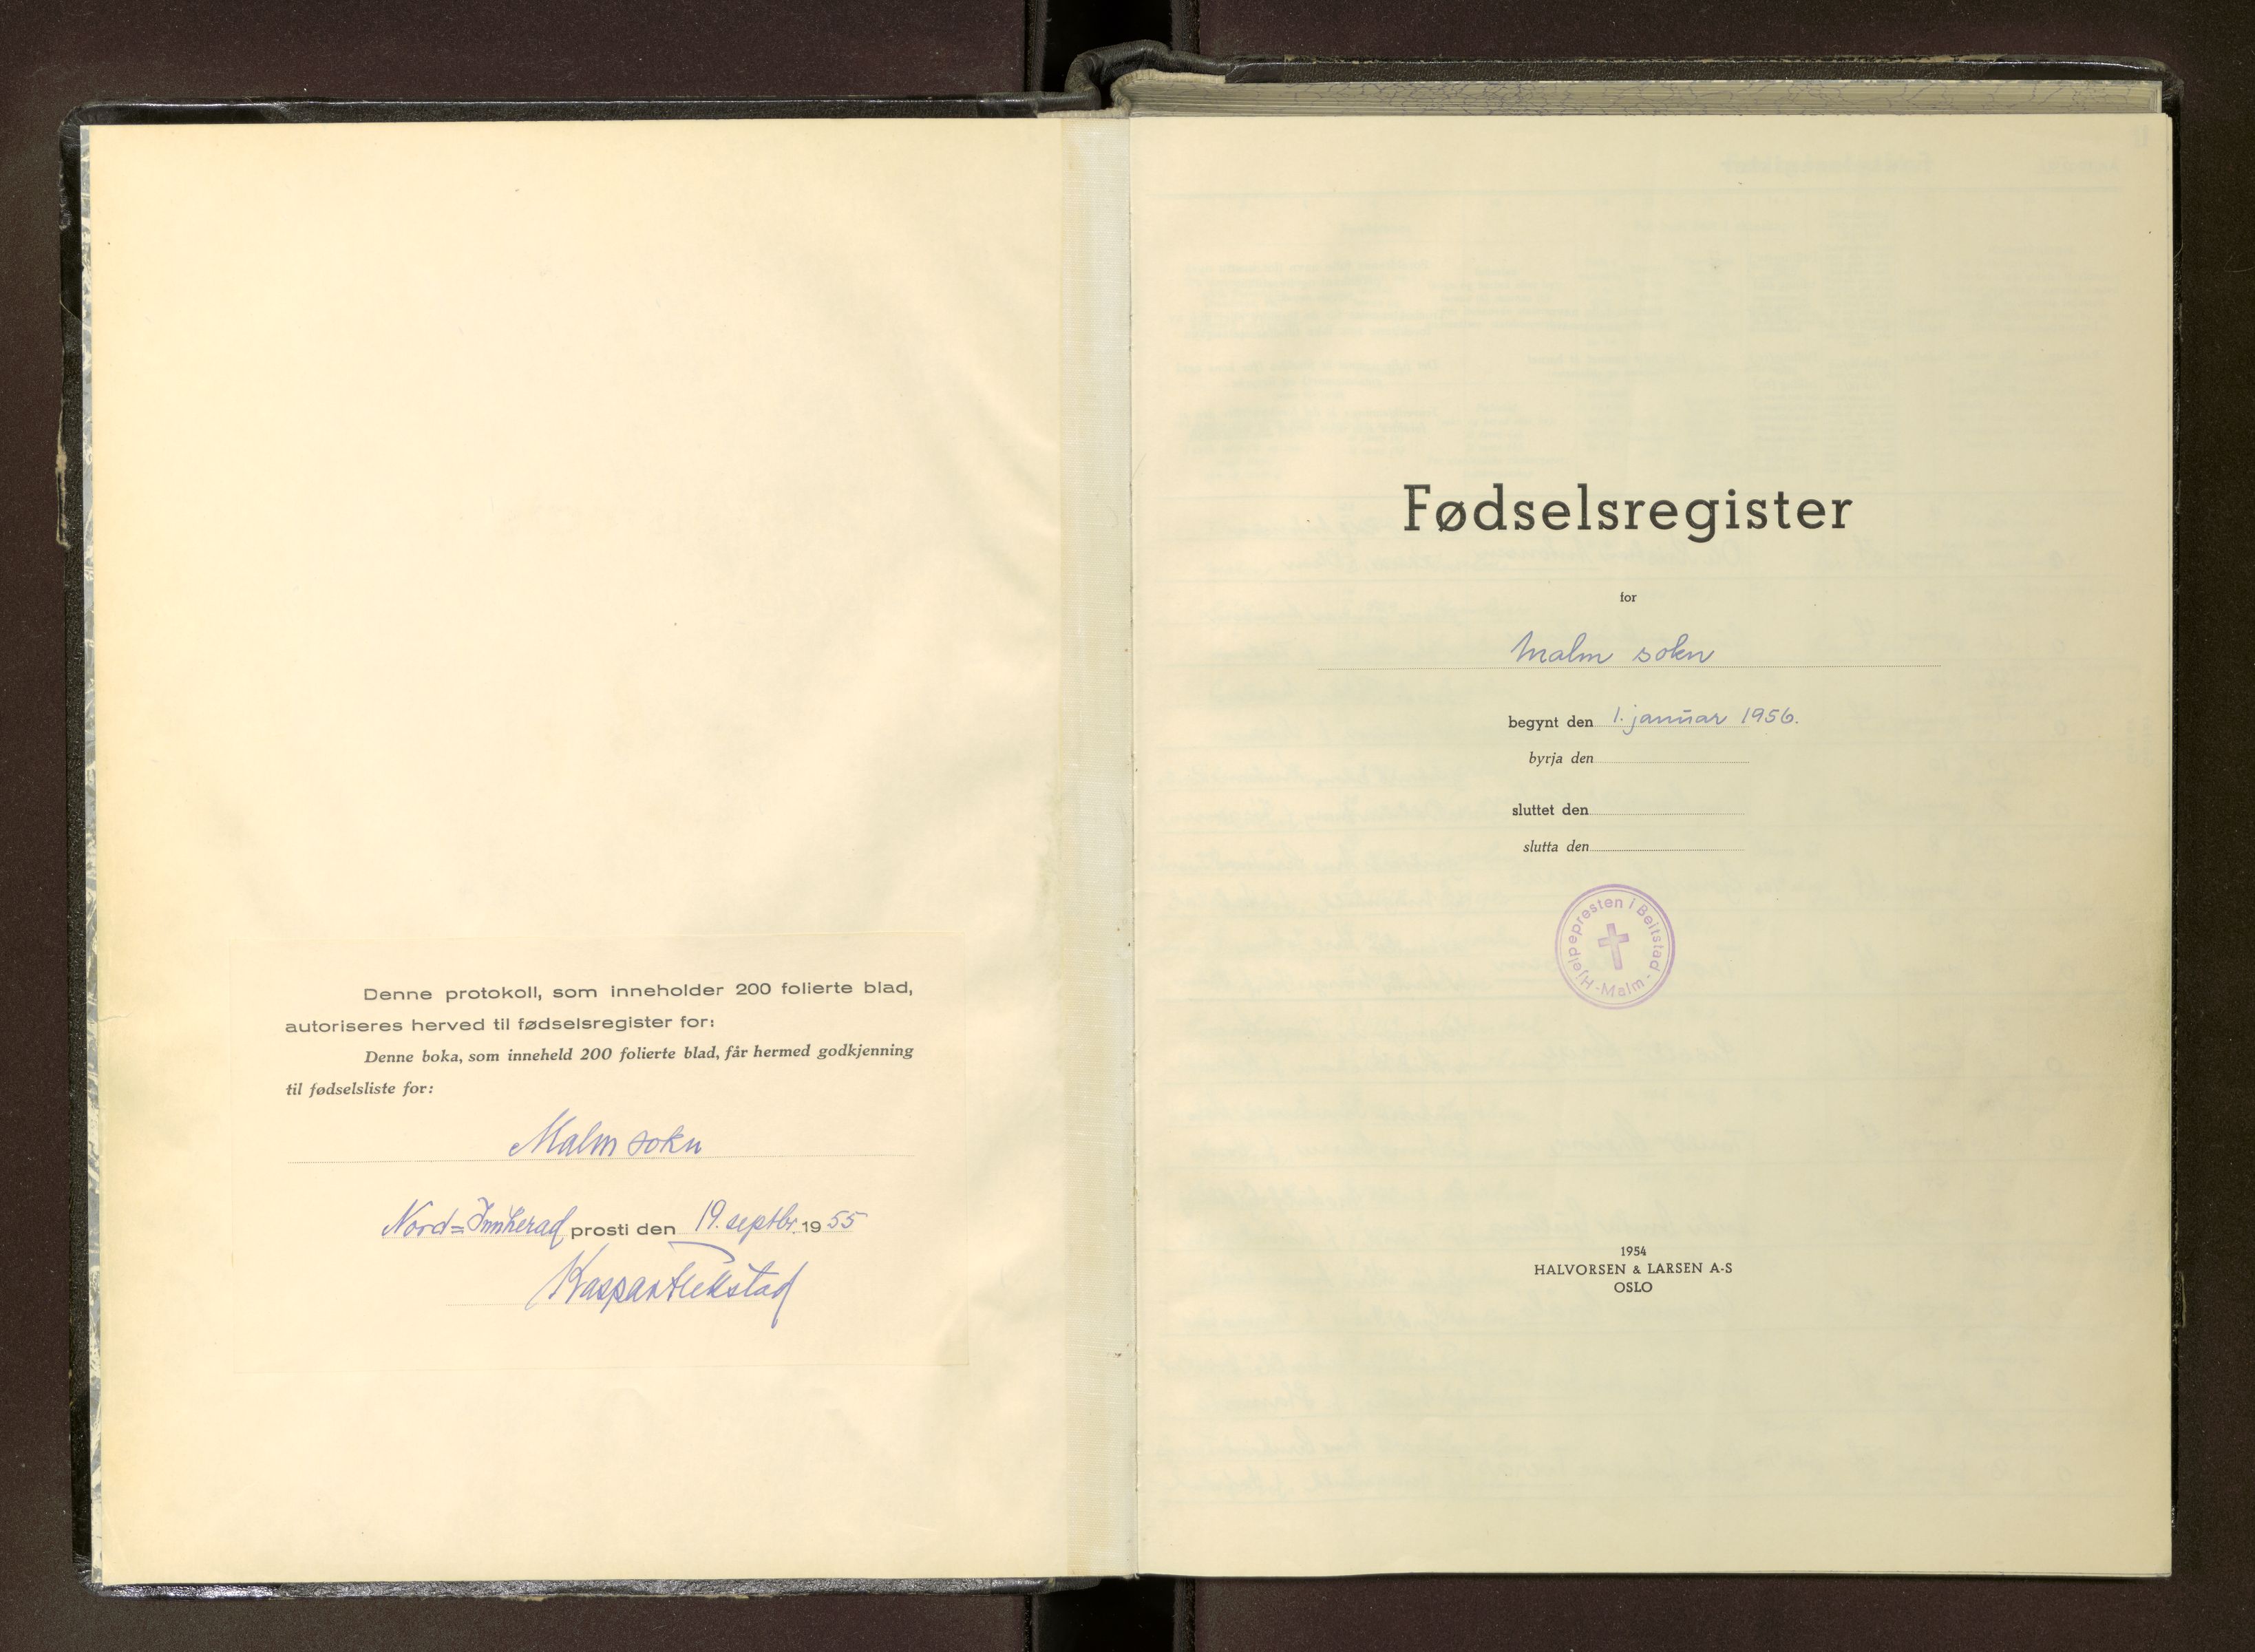 Denne protokoll, som inneholder 200 folierte blad,
autoriseres herved til fødselsregister for:
Denne boka, som inneheld 200 folierte blad, får hermed godkjenning
til fødselsliste for:
Malm sokn
Nord=Innherad prosti den 19. septbr. 1955
Kaspar
Fødselsregister
for
Malm sokn
begynt den 1. januar 1956.
byrja den
sluttet den
slutta den
Hjelpepresten i Beitstad
-Malm-
1954
HALVORSEN & LARSEN A-S
OSLO